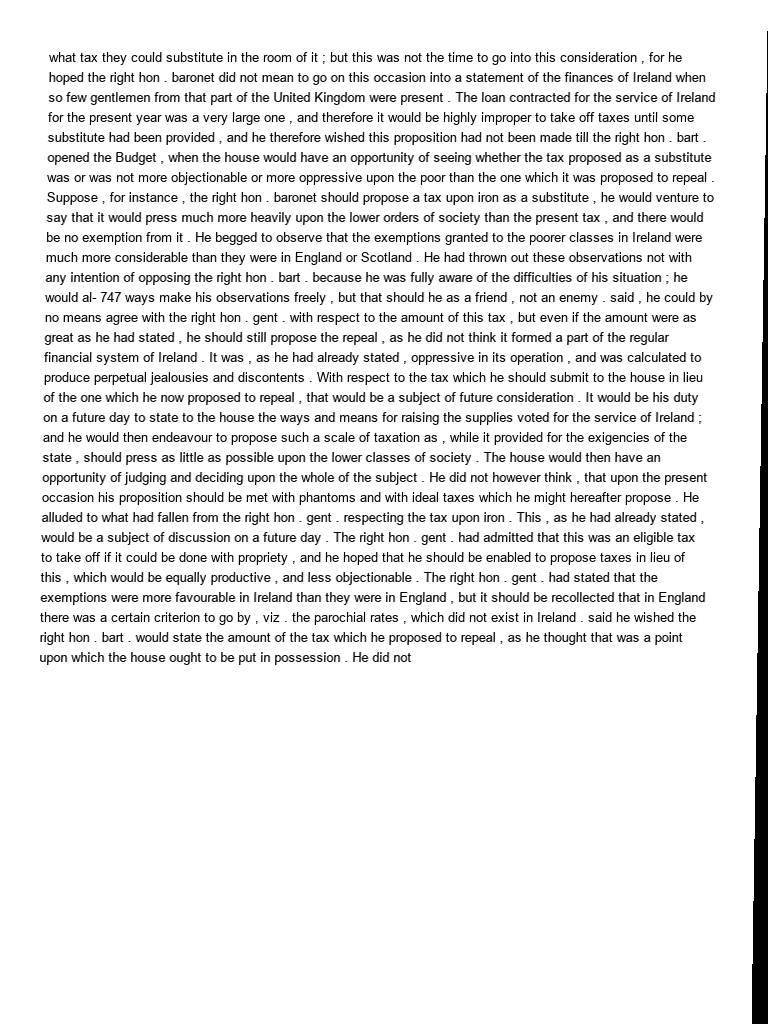 what tax they could substitute in the room of it ; but this was not the time to go into this consideration , for he
hoped the right hon . baronet did not mean to go on this occasion into a statement of the finances of Ireland when
so few gentlemen from that part of the United Kingdom were present . The loan contracted for the service of Ireland
for the present year was a very large one , and therefore it would be highly improper to take off taxes until some
substitute had been provided , and he therefore wished this proposition had not been made till the right hon . bart .
opened the Budget , when the house would have an opportunity of seeing whether the tax proposed as a substitute
was or was not more objectionable or more oppressive upon the poor than the one which it was proposed to repeal .
Suppose , for instance , the right hon . baronet should propose a tax upon iron as a substitute , he would venture to
say that it would press much more heavily upon the lower orders of society than the present tax , and there would
be no exemption from it . He begged to observe that the exemptions granted to the poorer classes in Ireland were
much more considerable than they were in England or Scotland . He had thrown out these observations not with
any intention of opposing the right hon . bart . because he was fully aware of the difficulties of his situation ; he
would al- 747 ways make his observations freely , but that should he as a friend , not an enemy . said , he could by
no means agree with the right hon . gent . with respect to the amount of this tax , but even if the amount were as
great as he had stated , he should still propose the repeal , as he did not think it formed a part of the regular
financial system of Ireland . It was , as he had already stated , oppressive in its operation , and was calculated to
produce perpetual jealousies and discontents . With respect to the tax which he should submit to the house in lieu
of the one which he now proposed to repeal , that would be a subject of future consideration . It would be his duty
on a future day to state to the house the ways and means for raising the supplies voted for the service of Ireland ;
and he would then endeavour to propose such a scale of taxation as , while it provided for the exigencies of the
state , should press as little as possible upon the lower classes of society . The house would then have an
opportunity of judging and deciding upon the whole of the subject . He did not however think , that upon the present
occasion his proposition should be met with phantoms and with ideal taxes which he might hereafter propose . He
alluded to what had fallen from the right hon . gent . respecting the tax upon iron . This , as he had already stated ,
would be a subject of discussion on a future day . The right hon . gent . had admitted that this was an eligible tax
to take off if it could be done with propriety , and he hoped that he should be enabled to propose taxes in lieu of
this , which would be equally productive , and less objectionable . The right hon . gent . had stated that the
exemptions were more favourable in Ireland than they were in England , but it should be recollected that in England
there was a certain criterion to go by , viz . the parochial rates , which did not exist in Ireland . said he wished the
right hon . bart . would state the amount of the tax which he proposed to repeal , as he thought that was a point
upon which the house ought to be put in possession . He did not